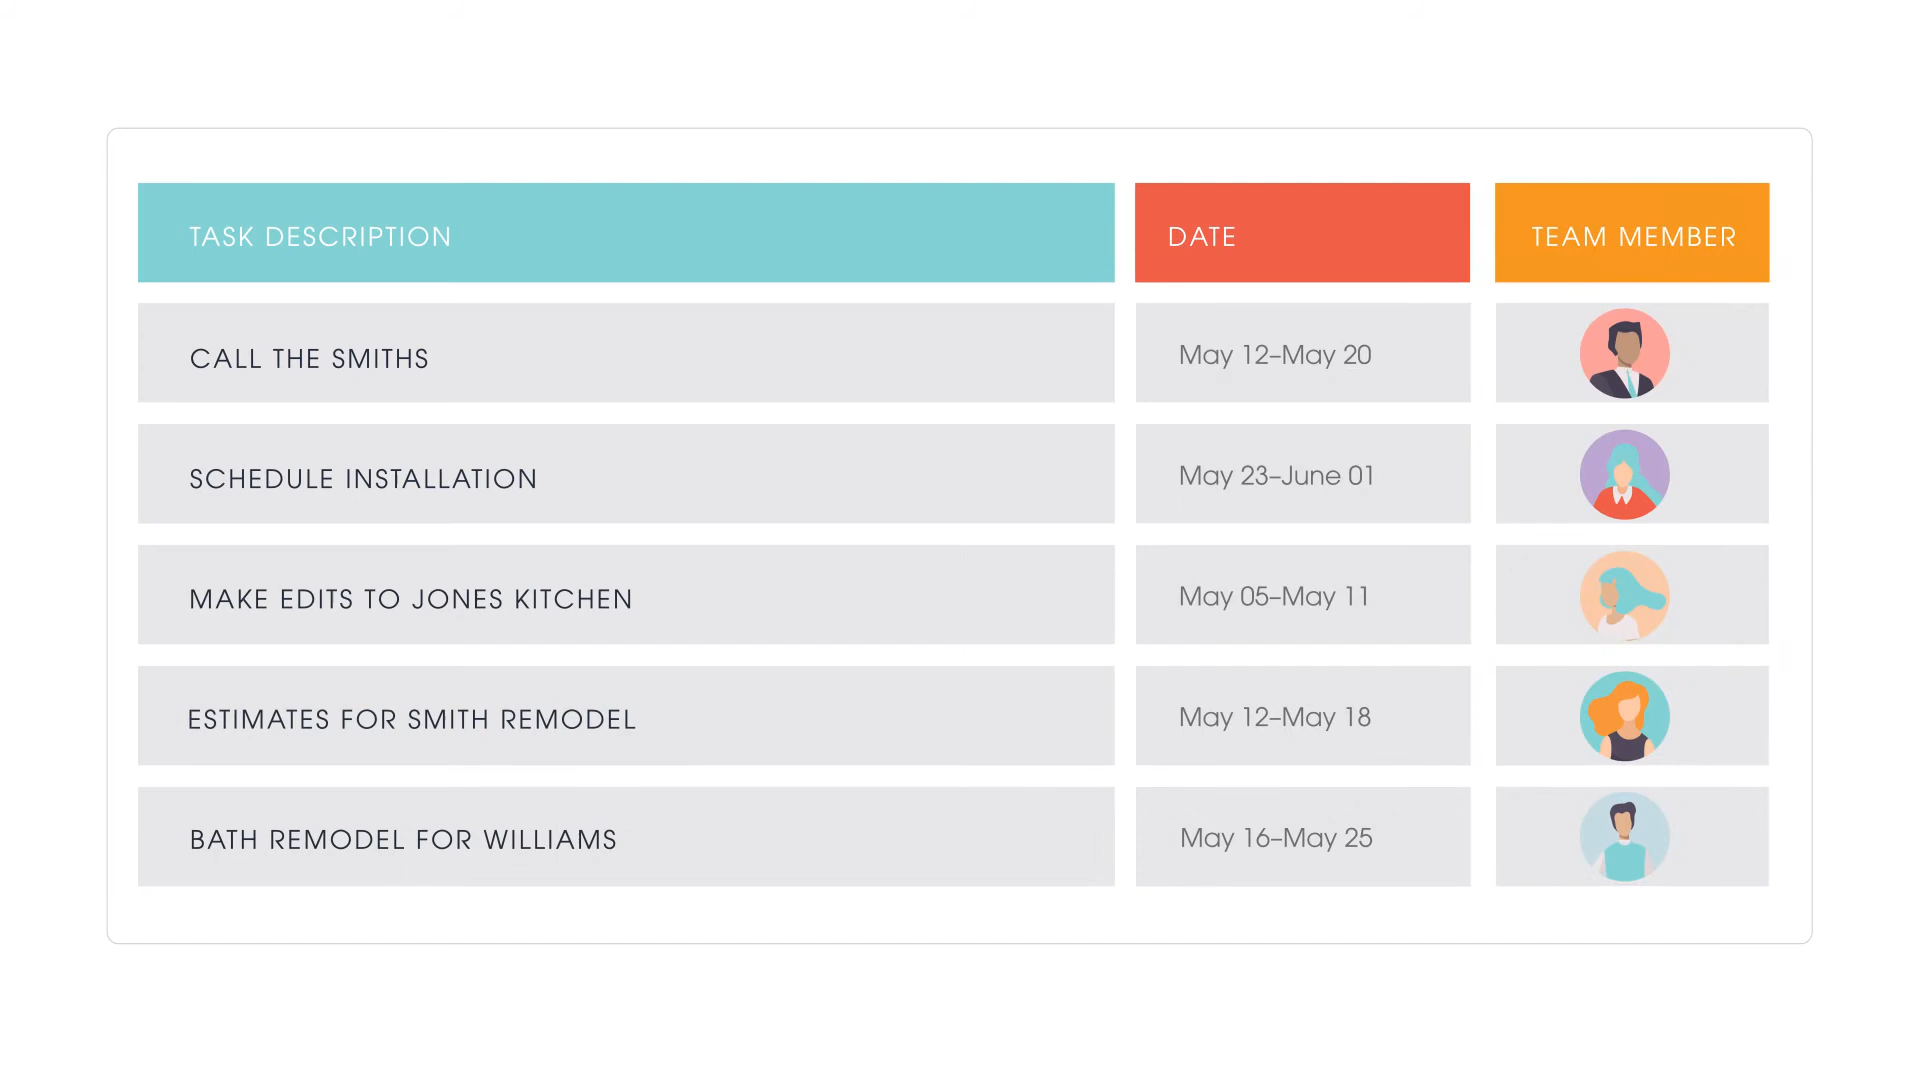 TASK DESCRIPTION DATE TEAM MEMBER
CALL THE SMITHS May 12–May 20
SCHEDULE INSTALLATION May 23–June 01
MAKE EDITS TO JONES KITCHEN May 05–May 11
ESTIMATES FOR SMITH REMODEL May 12–May 18
BATH REMODEL FOR WILLIAMS May 16–May 25